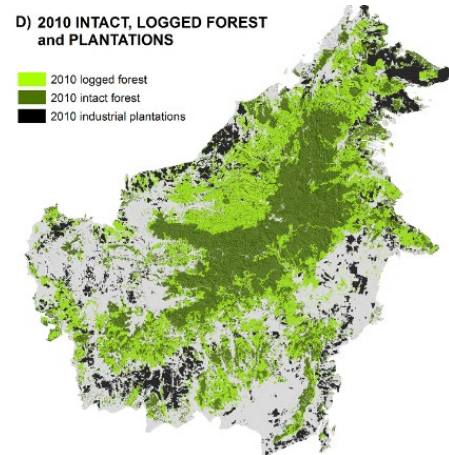 D) 2010 INTACT, LOGGED FOREST
and PLANTATIONS
2010 logged forest
2010 intact forest
2010 industrial plantations